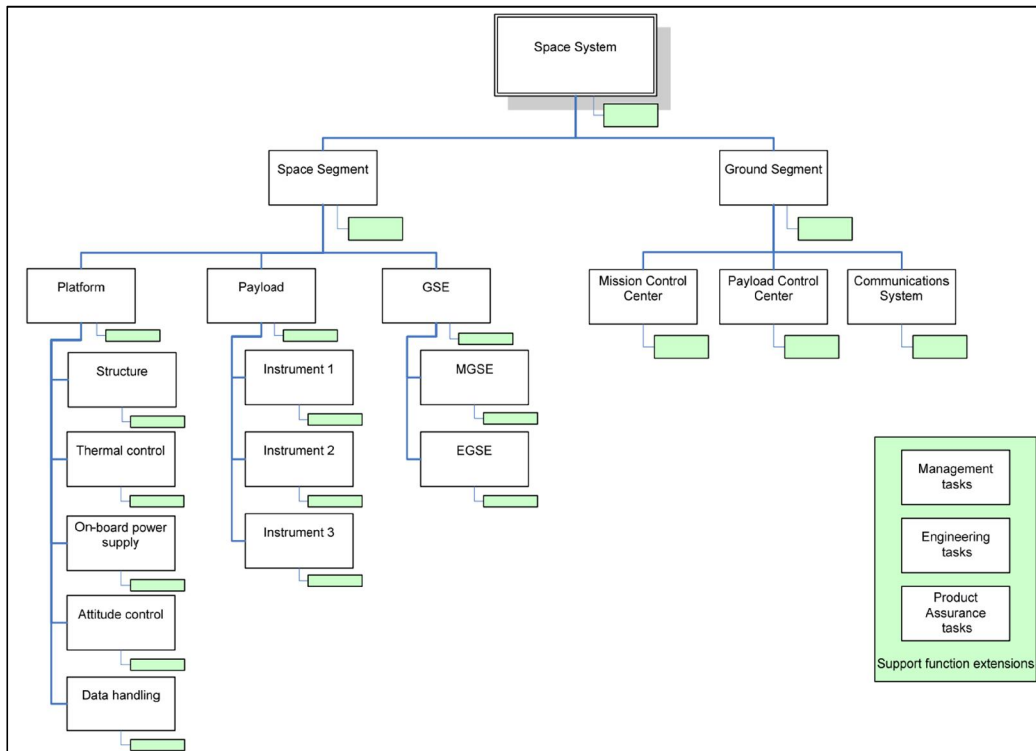 Space System
Space Segment
Ground Segment
Platform
Payload
GSE
Mission Control
Center
Payload Control
Center
Communications
System
Structure
Instrument 1
MGSE
Thermal control
Instrument 2
EGSE
On-board power
supply
Instrument 3
Attitude control
Data handling
Management
tasks
Engineering
tasks
Product
Assurance
tasks
Support function extensions